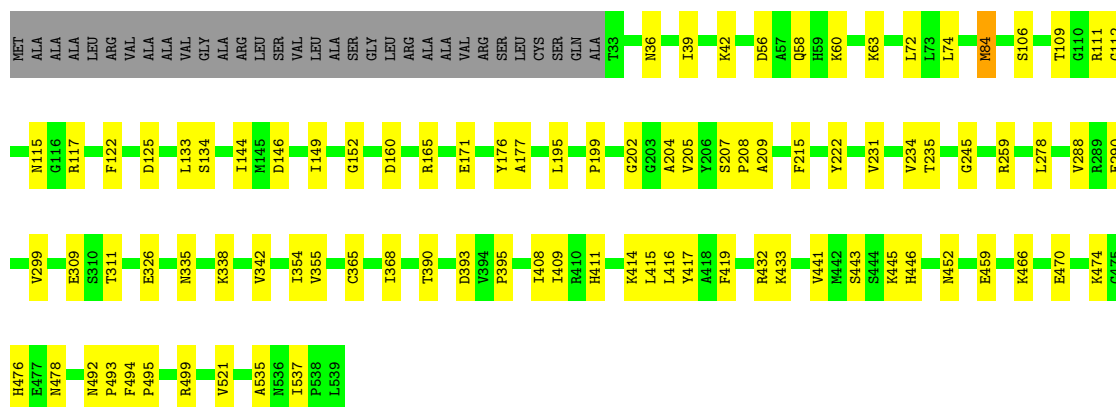 MET ALA ALA ALA LEU ARG VAL ALA ALA VAL GLY ALA ARG LEU SER VAL LEU ALA SER GLY LEU ARG ALA ALA VAL ARG SER LEU CYS SER GLN ALA T33 N36 I39 K42 D56 A57 Q58 H59 K60 K63 L72 L73 L74 M84 S106 T109 G110 R111 G112
N115 G116 R117 F122 D125 L133 S134 I144 M145 D146 I149 G152 D160 R165 E171 Y176 A177 L195 P199 G202 G203 A204 V205 Y206 S207 P208 A209 F215 Y222 V231 V234 T235 G245 R259 L278 V288 R289
V299 E309 S310 T311 E326 N335 K338 V342 I354 V355 C365 I368 T390 D393 V394 P395 I408 I409 R410 H411 K414 L415 L416 Y417 A418 F419 R432 K433 V441 M442 S443 S444 K445 H446 N452 E459 K466 E470 K474
H476 E477 N478 N492 P493 F494 P495 R499 V521 A535 N536 I537 P538 L539